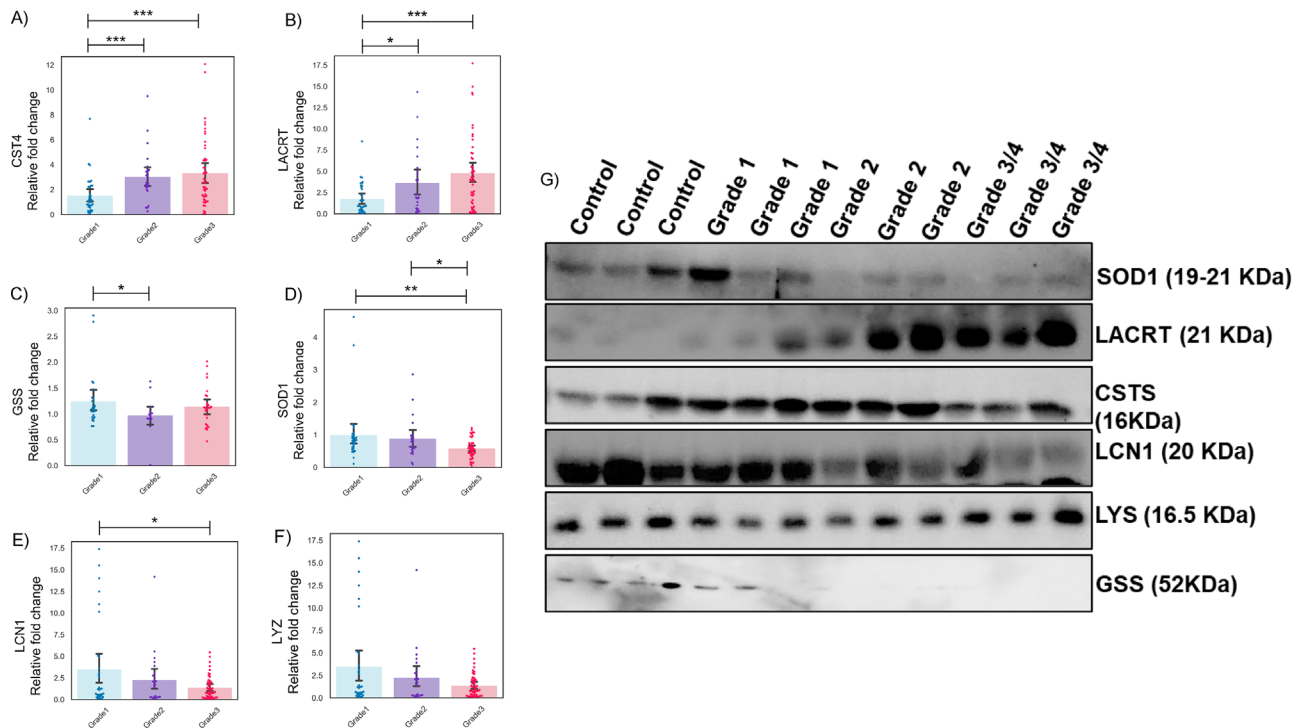 A)
***
***
CST4
Relative fold change
12
10
8
6
4
2
0
Grade1
Grade2
Grade3
B)
***
*
LACRT
Relative fold change
17.5
15.0
12.5
10.0
7.5
5.0
2.5
0.0
Grade1
Grade2
Grade3
C)
*
GSS
Relative fold change
3.0
2.5
2.0
1.5
1.0
0.5
0.0
Grade1
Grade2
Grade3
D)
*
**
SOD1
Relative fold change
4
3
2
1
0
Grade1
Grade2
Grade3
E)
*
LCN1
Relative fold change
17.5
15.0
12.5
10.0
7.5
5.0
2.5
0.0
Grade1
Grade2
Grade3
F)
LYZ
Relative fold change
17.5
15.0
12.5
10.0
7.5
5.0
2.5
0.0
Grade1
Grade2
Grade3
G)
Control
Control
Control
Grade 1
Grade 1
Grade 1
Grade 2
Grade 2
Grade 2
Grade 3/4
Grade 3/4
Grade 3/4
SOD1 (19-21 KDa)
LACRT (21 KDa)
CSTS
(16KDa)
LCN1 (20 KDa)
LYS (16.5 KDa)
GSS (52KDa)